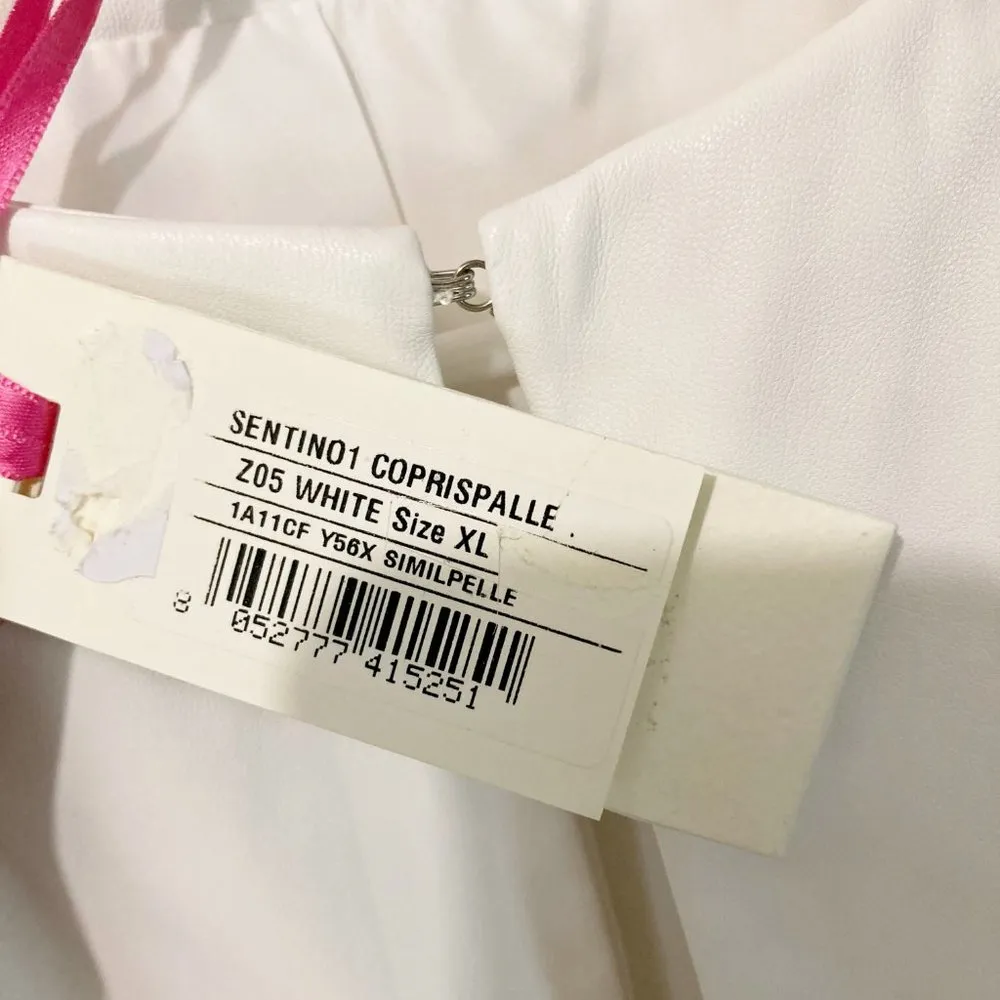 SENTINO1 COPRISPALLE
Z05 WHITE Size XL
1A11CF Y56X SIMILPELLE
8 052777 415251